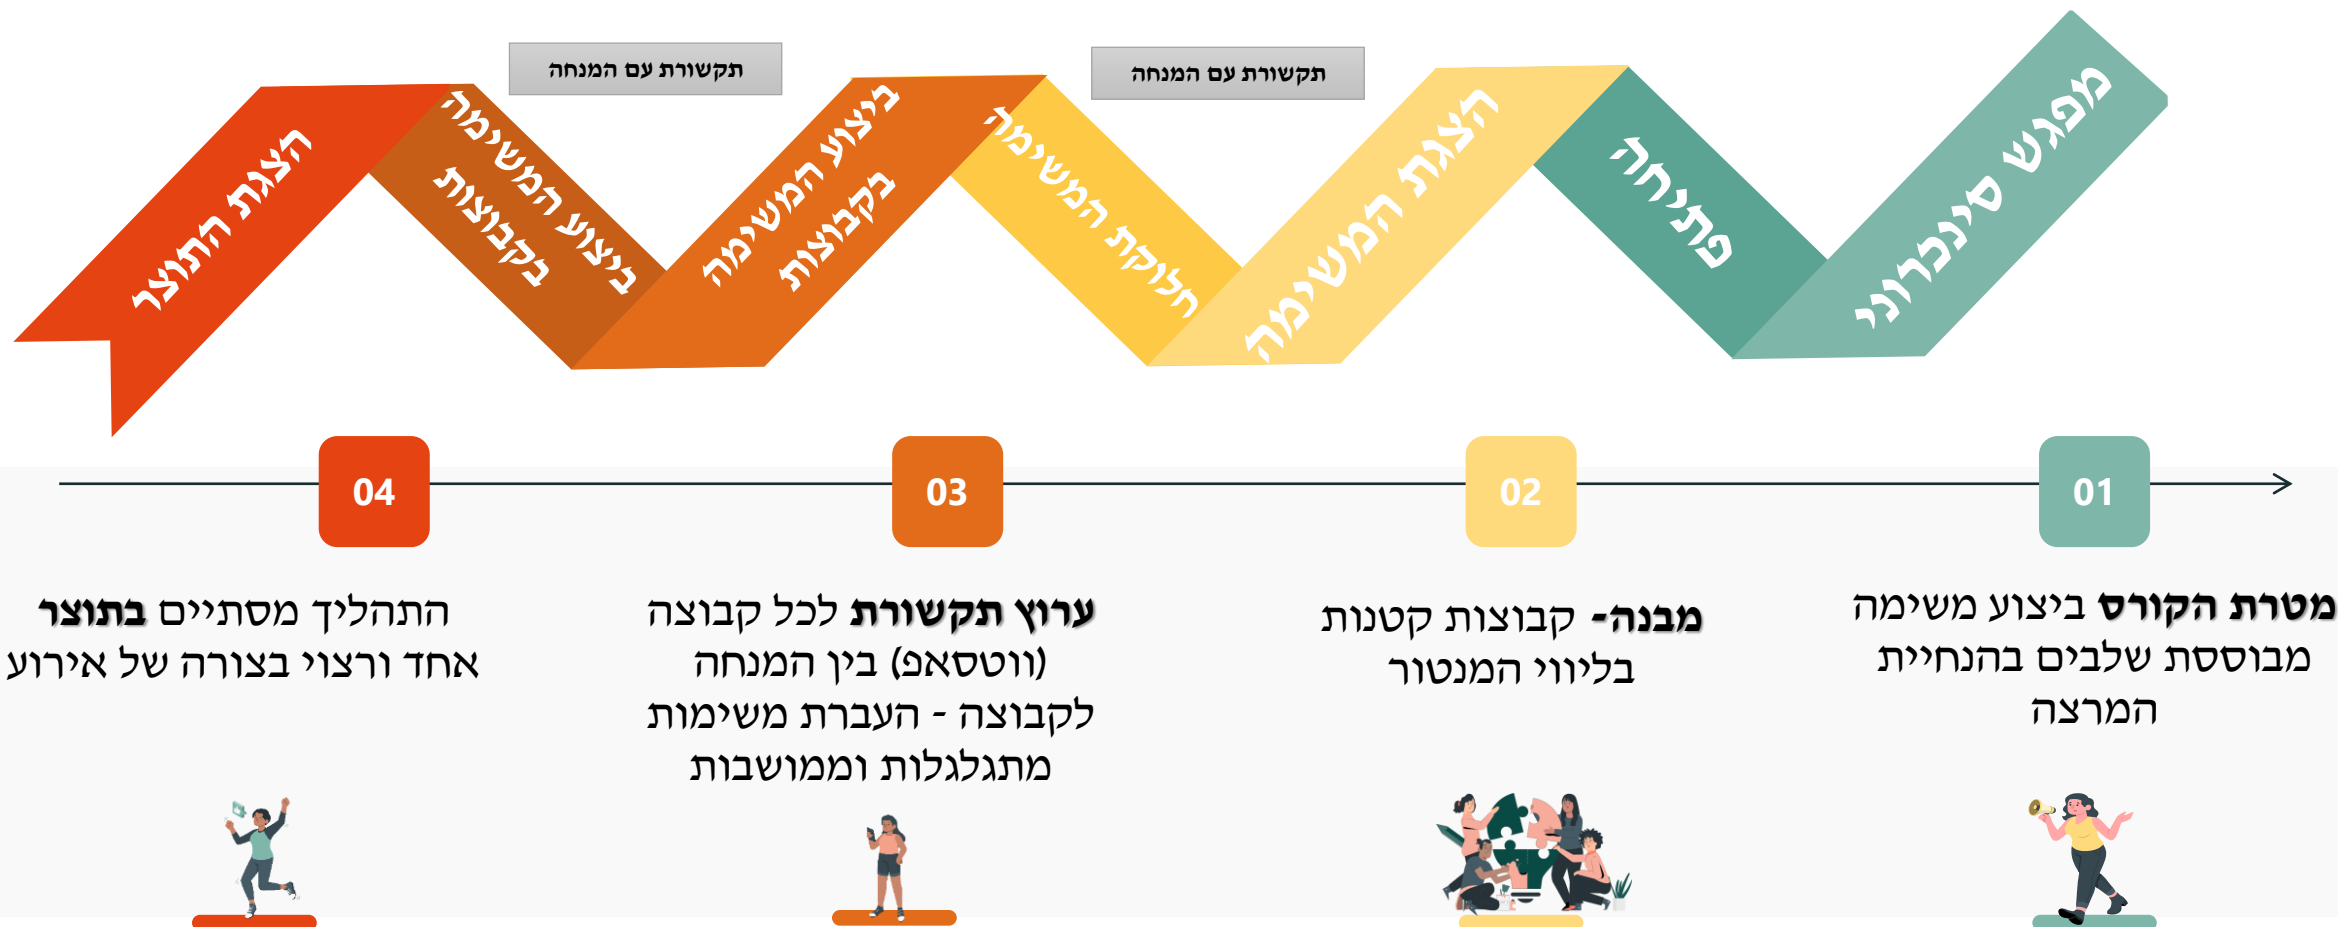 מפגש סינכרוני
פתיחה
הצגת המשימה
תקשורת עם המנחה
חלוקת המשימה
ביצוע המשימה
בקבוצות
תקשורת עם המנחה
ביצוע המשימה
בקבוצות
הצגת התוצר
01
מטרת הקורס ביצוע משימה
מבוססת שלבים בהנחיית
המרצה
02
מבנה- קבוצות קטנות
בליווי המנטור
03
ערוץ תקשורת לכל קבוצה
(ווטסאפ) בין המנחה
לקבוצה - העברת משימות
מתגלגלות וממושבות
04
התהליך מסתיים בתוצר
אחד ורצוי בצורה של אירוע